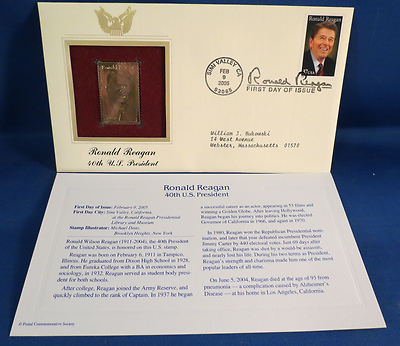 Ronald Reagan
40th U.S. President
SIMI VALLEY, CA
FEB
9
2005
93065
Ronald Reagan
37 USA
Ronald Reagan
FIRST DAY OF ISSUE
William J. Bukowski
14 West Avenue
Webster, Massachusetts 01570
Ronald Reagan
40th U.S. President
First Day of Issue: February 9, 2005
First Day City: Simi Valley, California,
at the Ronald Reagan Presidential
Library and Museum
Stamp Illustrator: Michael Deas,
Brooklyn Heights, New York
Ronald Wilson Reagan (1911-2004), the 40th President
of the United States, is honored on this U.S. stamp.
Reagan was born on February 6, 1911 in Tampico,
Illinois. He graduated from Dixon High School in 1928,
and from Eureka College with a BA in economics and
sociology, in 1932. Reagan served as student body presi-
dent for both schools.
After college, Reagan joined the Army Reserve, and
quickly climbed to the rank of Captain. In 1937 he began
a successful career as an actor, appearing in 53 films and
winning a Golden Globe. After leaving Hollywood,
Reagan began his journey into politics. He was elected
Governor of California in 1966, and again in 1970.
In 1980, Reagan won the Republican Presidential nomi-
nation, and later that year defeated incumbent President
Jimmy Carter by 440 electoral votes. Just 69 days after
taking office, Reagan was shot by a would-be assassin,
and nearly lost his life. During his two terms as President,
Reagan's strength and charisma made him one of the most
popular leaders of all time.
On June 5, 2004, Reagan died at the age of 93 from
pneumonia – a complication induced by Alzheimer's
Disease – at his home in Los Angeles, California.
© Postal Commemorative Society